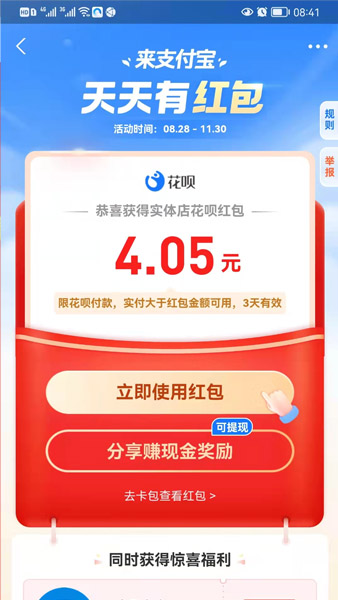 HD 1 4G 3G 08:41
来支付宝
天天有红包
活动时间：08.28 - 11.30
规则
举报
花呗
恭喜获得实体店花呗红包
4.05元
限花呗付款，实付大于红包金额可用，3天有效
立即使用红包
可提现
分享赚现金奖励
去卡包查看红包 >
同时获得惊喜福利